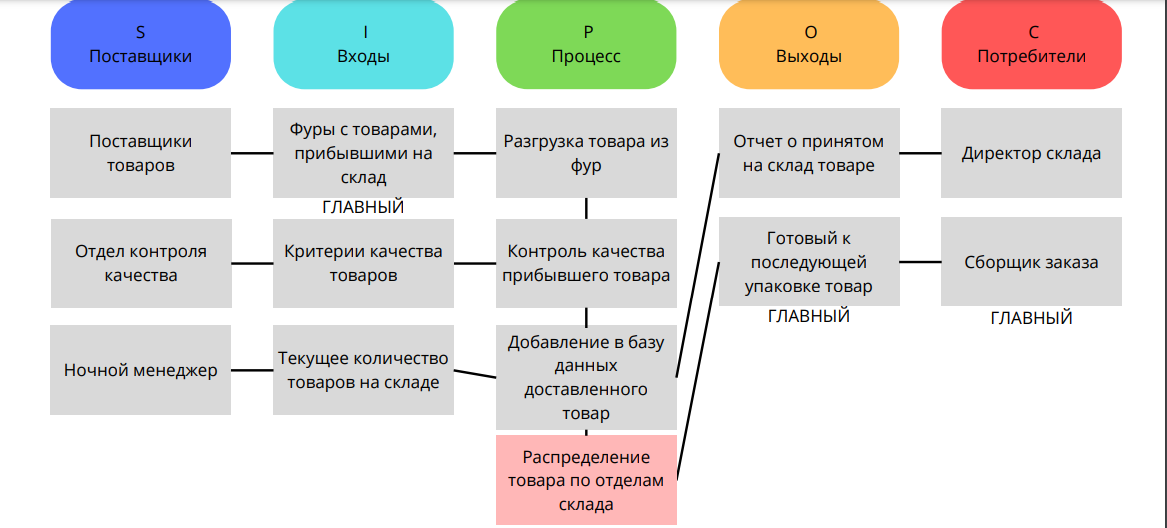 S
Поставщики
I
Входы
P
Процесс
O
Выходы
C
Потребители
Поставщики
товаров
Фуры с товарами,
прибывшими на
склад
ГЛАВНЫЙ
Разгрузка товара из
фур
Отчет о принятом
на склад товаре
Директор склада
Отдел контроля
качества
Критерии качества
товаров
Контроль качества
прибывшего товара
Готовый к
последующей
упаковке товар
ГЛАВНЫЙ
Сборщик заказа
ГЛАВНЫЙ
Ночной менеджер
Текущее количество
товаров на складе
Добавление в базу
данных
доставленного
товар
Распределение
товара по отделам
склада